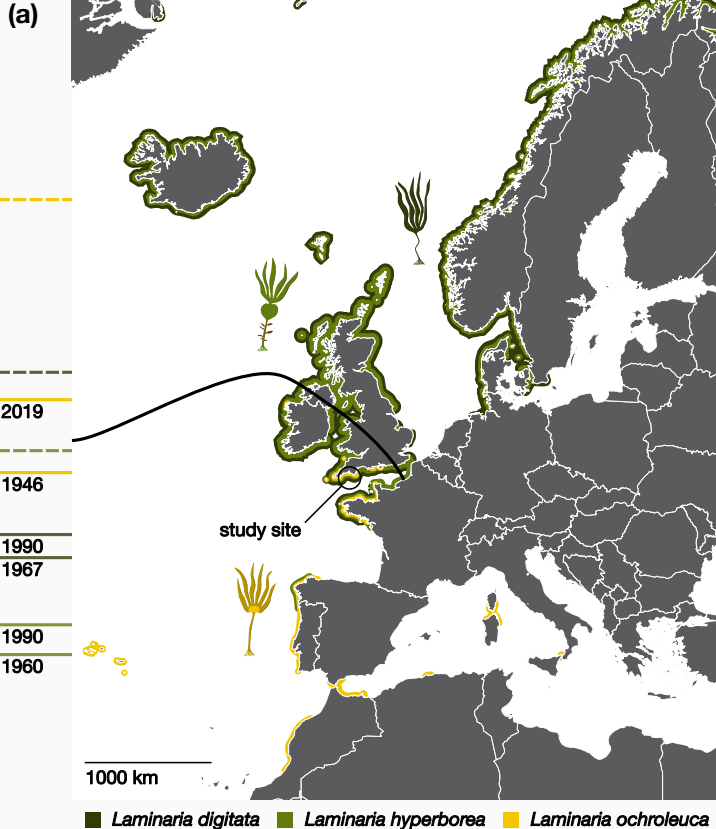 (a)
2019
1946
study site
1990
1967
1990
1960
1000 km
Laminaria digitata
Laminaria hyperborea
Laminaria ochroleuca